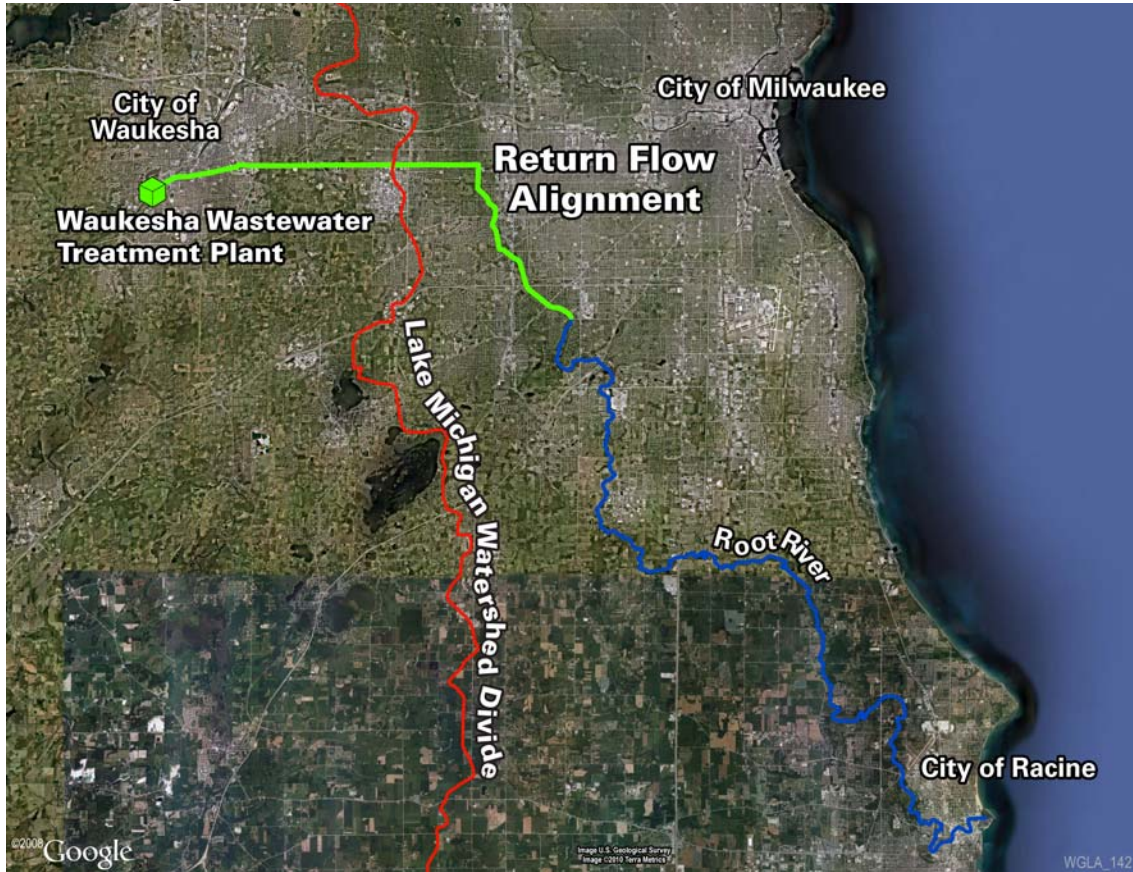 City of
Waukesha
City of Milwaukee
Return Flow
Alignment
Waukesha Wastewater
Treatment Plant
Lake Michigan Watershed Divide
Root River
City of Racine
©2008 Google
Image U.S. Geological Survey
Image ©2010 Terra Metrics
WGLA_142